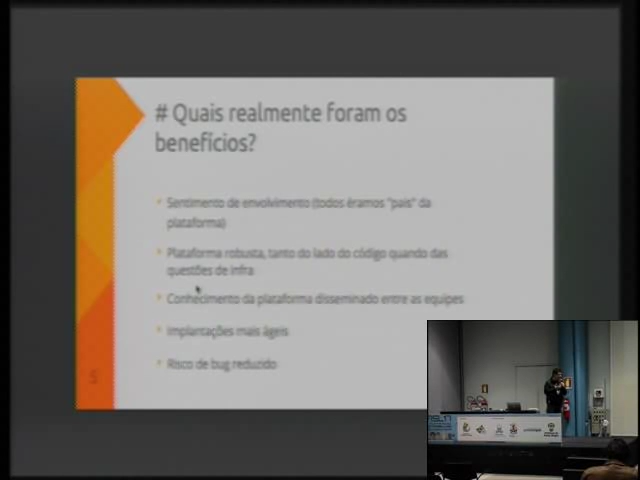 # Quais realmente foram os
benefícios?
Sentimento de envolvimento (todos éramos "pais" da
plataforma)
Plataforma robusta, tanto do lado do código quando das
questões de infra
Conhecimento da plataforma disseminado entre as equipes
Implantações mais ágeis
Risco de bug reduzido